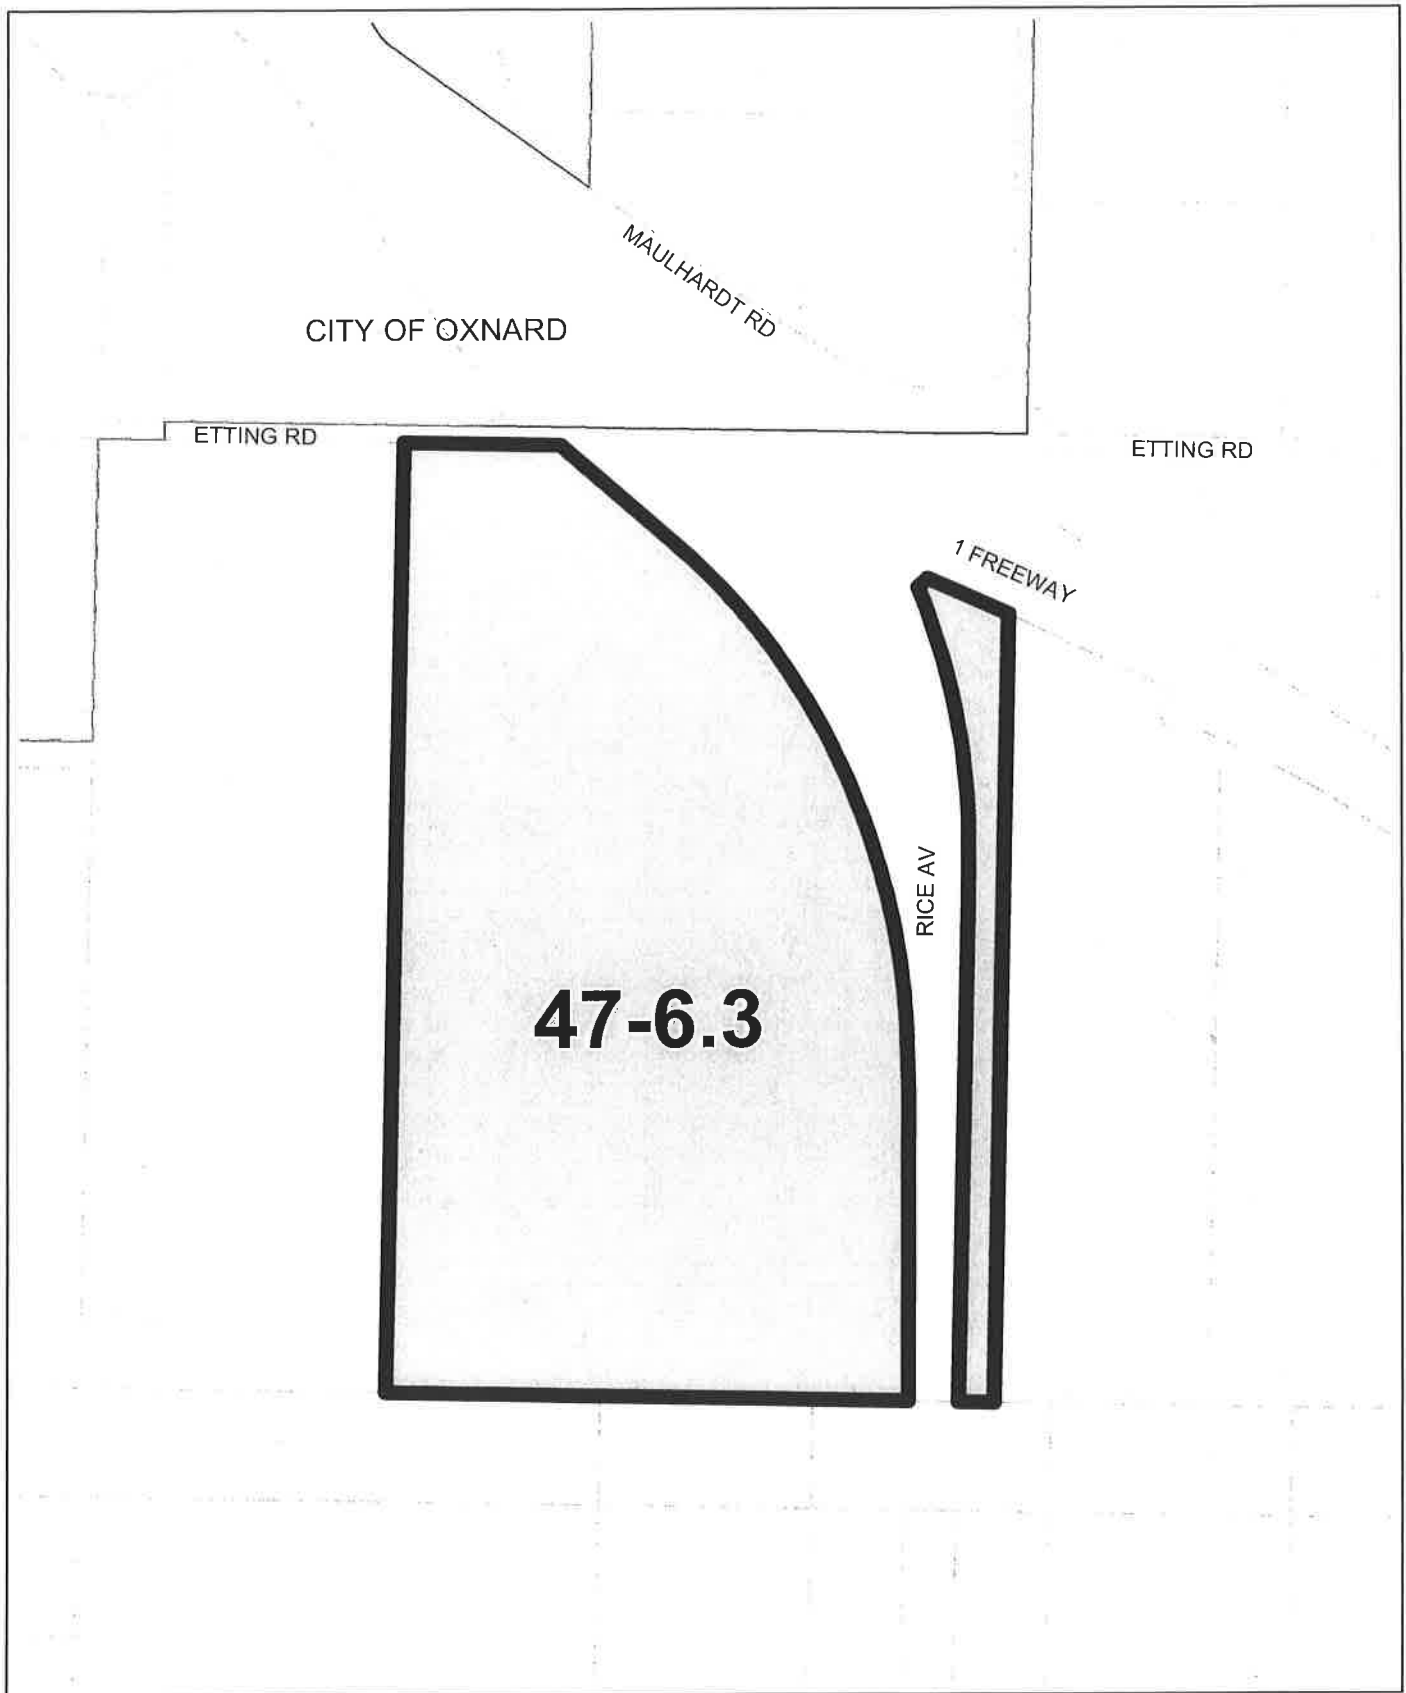 MAULHARDT RD
CITY OF OXNARD
ETTING RD
ETTING RD
1 FREEWAY
RICE AV
47-6.3